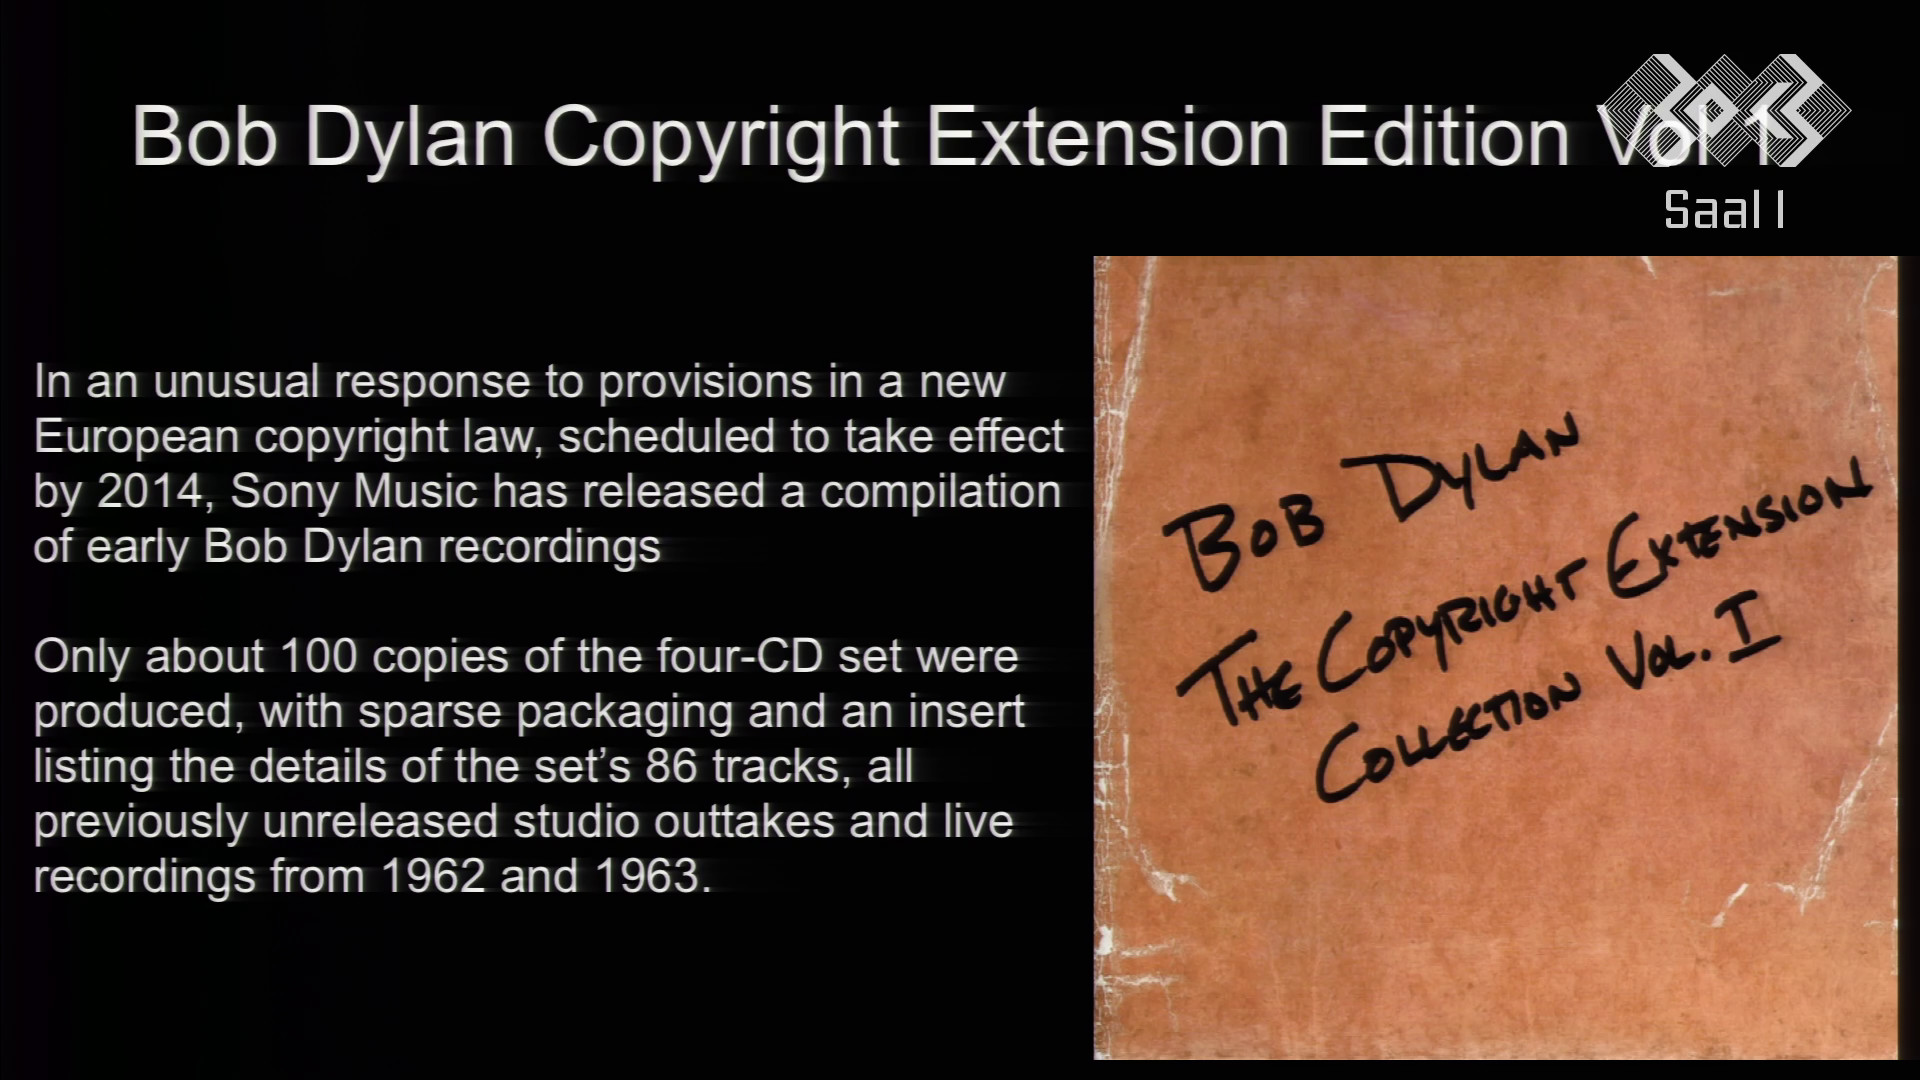 Bob Dylan Copyright Extension Edition Vol 1
Saal 1
In an unusual response to provisions in a new
European copyright law, scheduled to take effect
by 2014, Sony Music has released a compilation
of early Bob Dylan recordings
Only about 100 copies of the four-CD set were
produced, with sparse packaging and an insert
listing the details of the set’s 86 tracks, all
previously unreleased studio outtakes and live
recordings from 1962 and 1963.
BOB DYLAN
THE COPYRIGHT EXTENSION
COLLECTION VOL. I